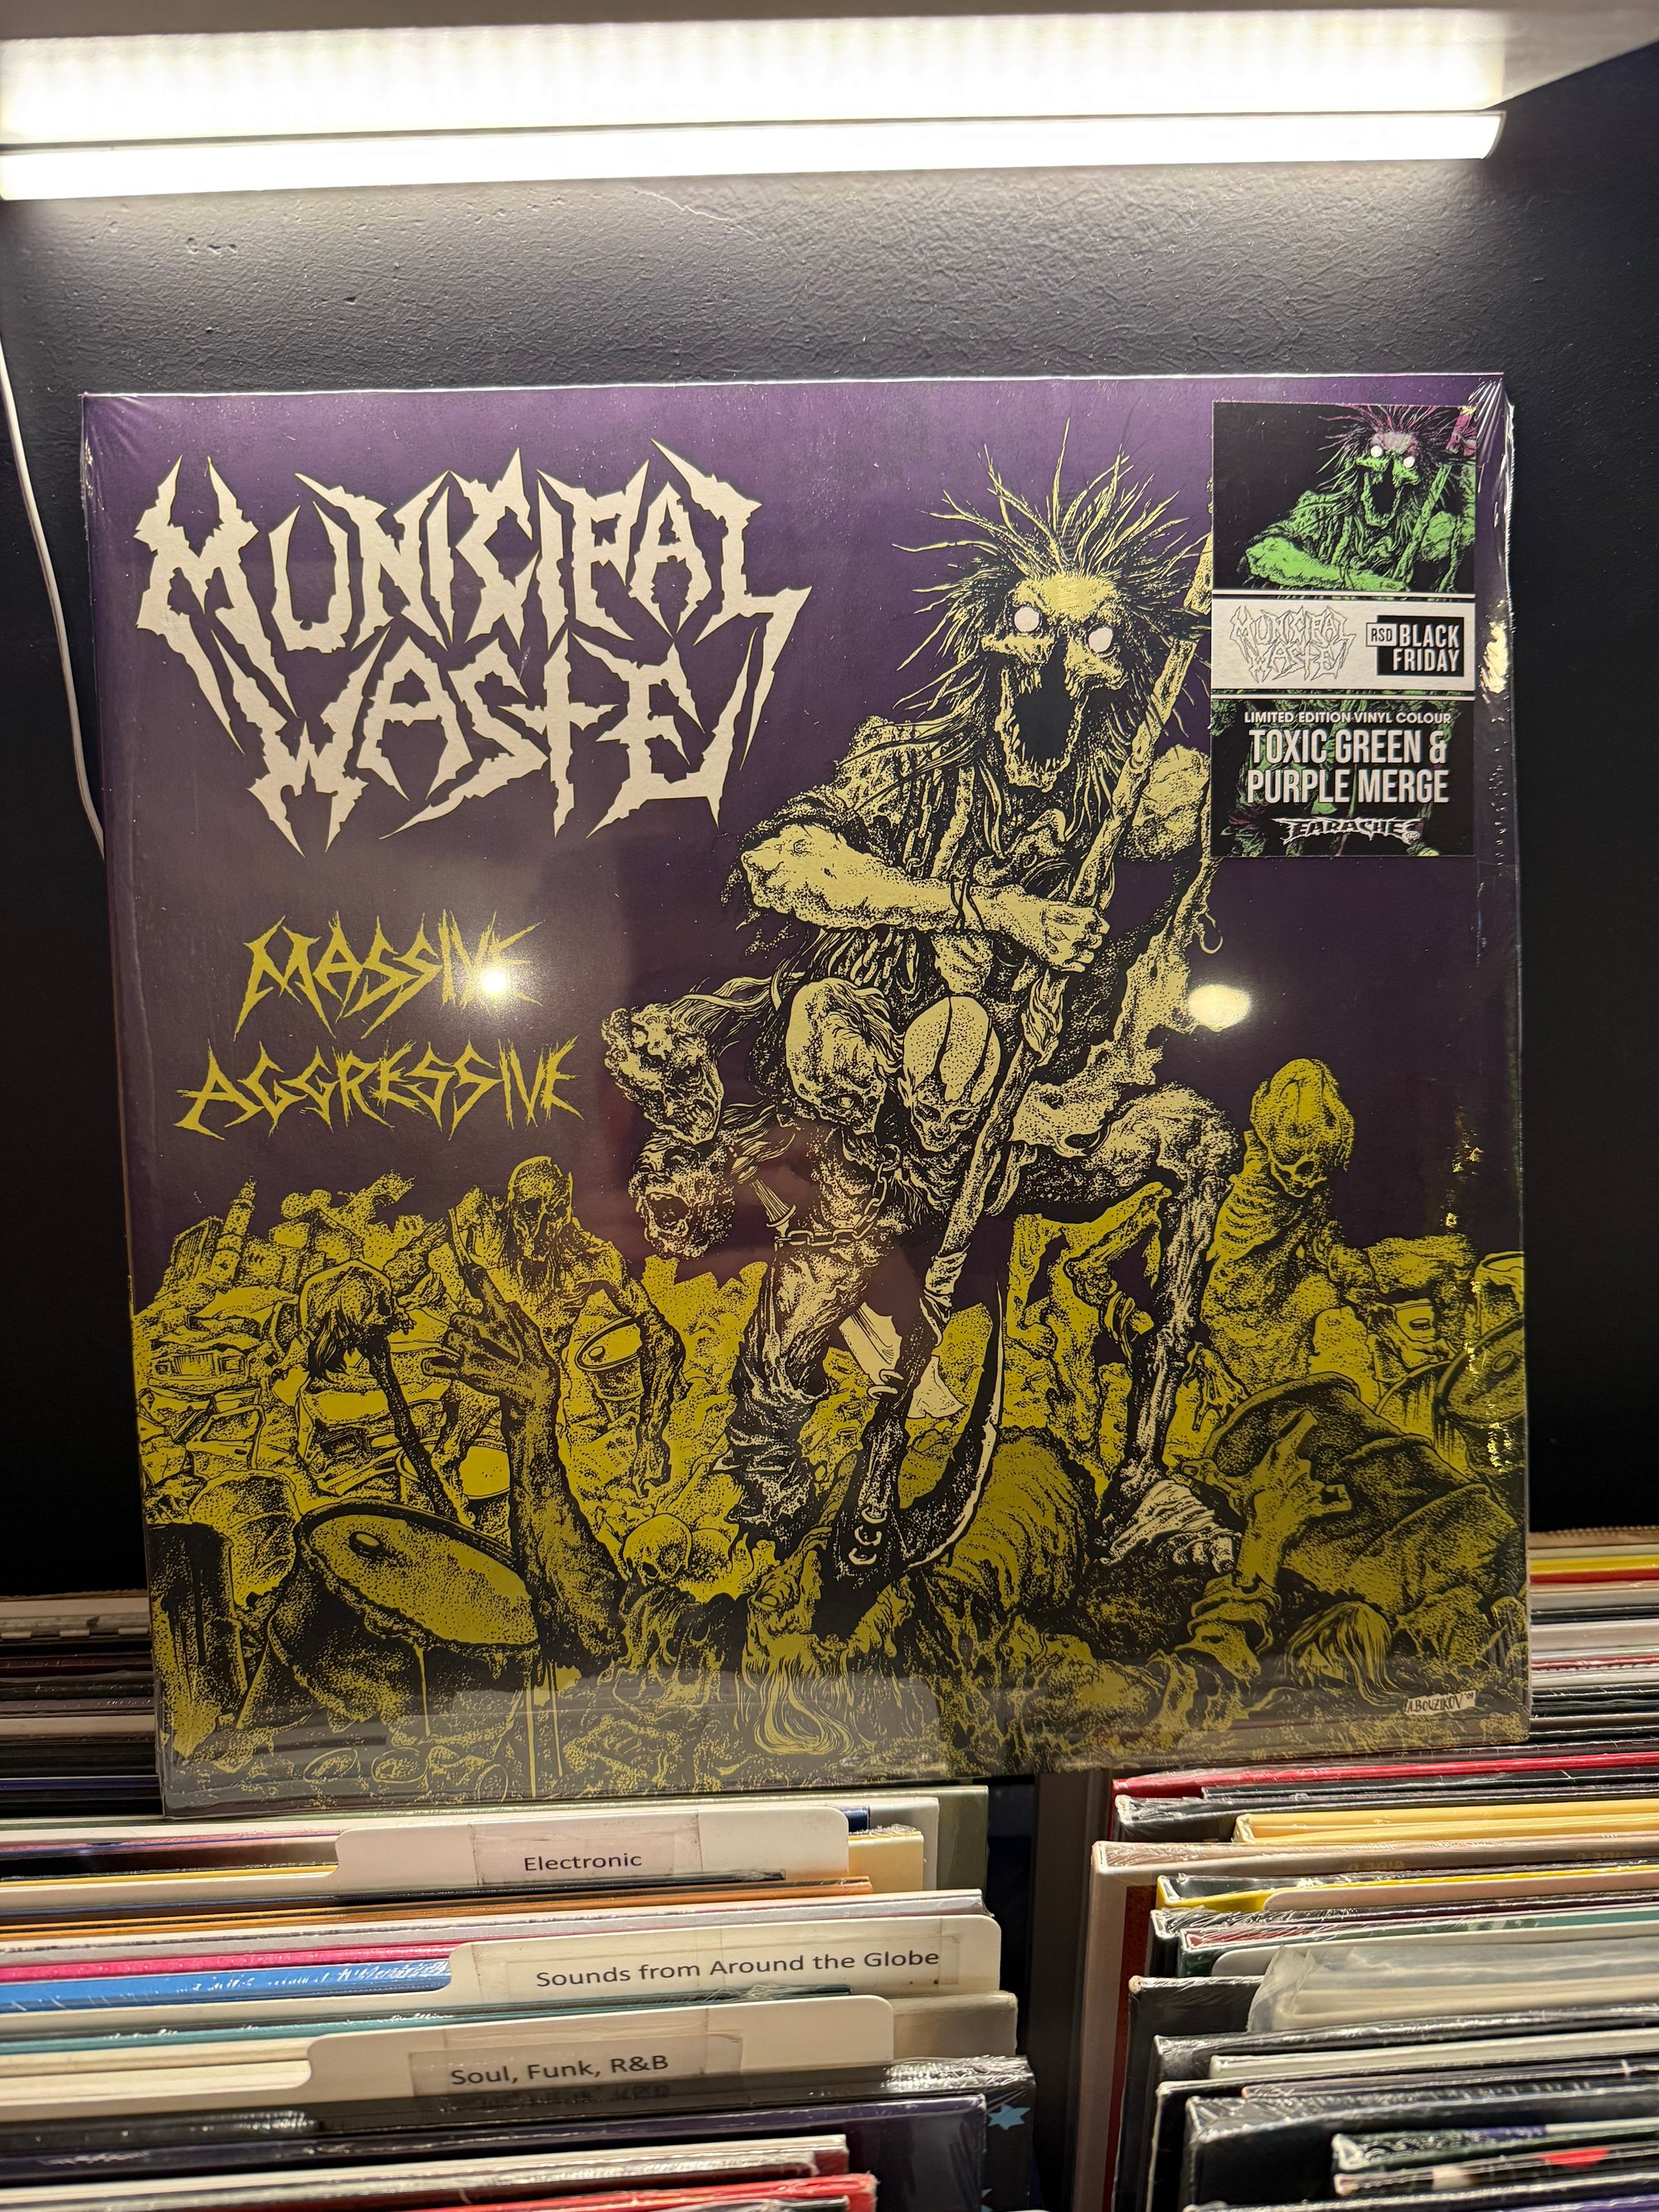 MUNICIPAL
WASTE
MASSIVE
AGGRESSIVE
MUNICIPAL
WASTE
RSD BLACK
FRIDAY
LIMITED EDITION VINYL COLOUR
TOXIC GREEN &
PURPLE MERGE
EARACHE
A.BOUZIKOV '09
Electronic
Sounds from Around the Globe
Soul, Funk, R&B